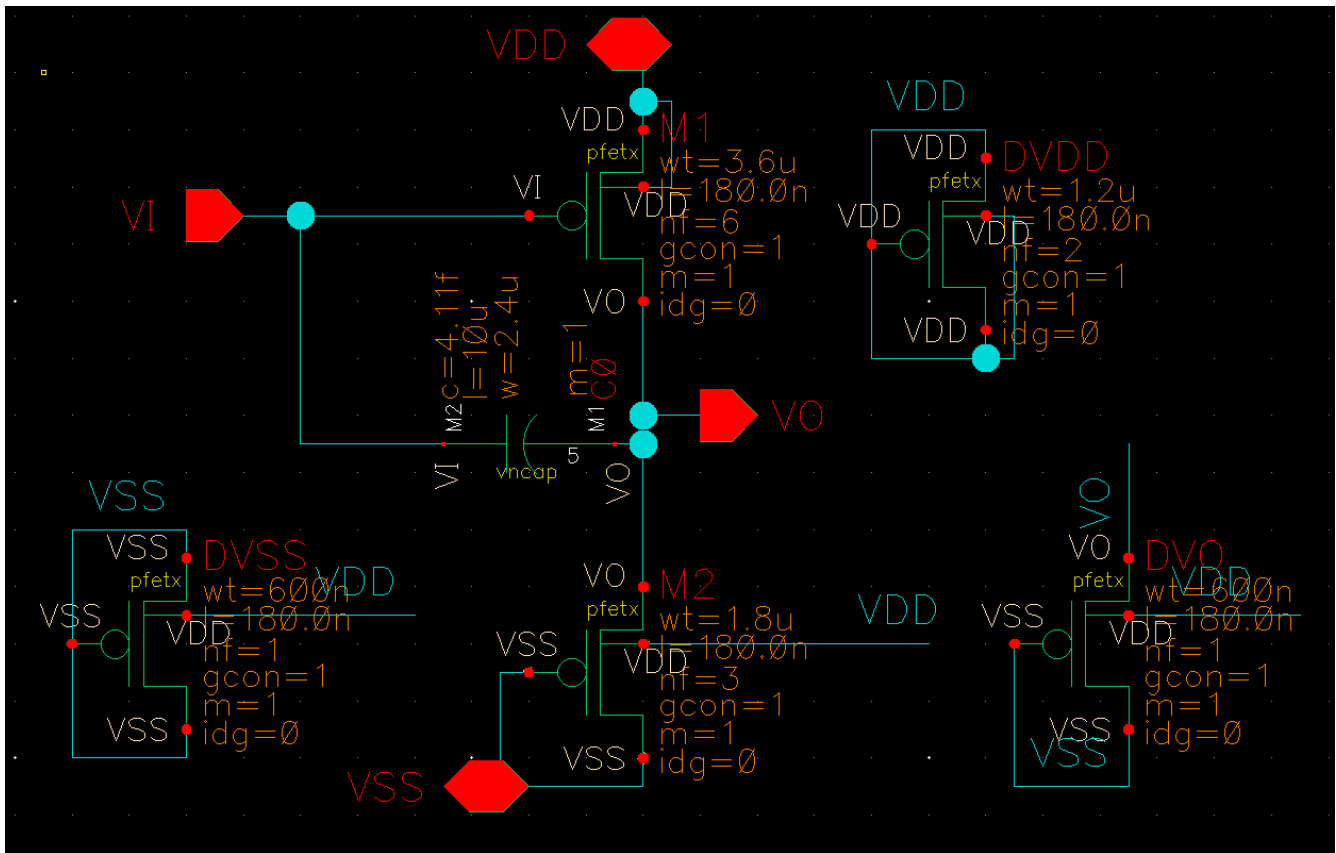 VDD
VDD
M1
pfetx
wt=3.6u
l=180.0n
VDD
nf=6
gcon=1
m=1
idg=0
VI
VI
VO
VDD
VDD
DVDD
pfetx
wt=1.2u
l=180.0n
VDD
VDD
nf=2
gcon=1
m=1
idg=0
VDD
c=4.11f
l=10u
w=2.4u
m=1
C0
M2
M1
VI
5
vncap
VO
VO
VSS
VSS
DVSS
pfetx
wt=600n
VDD
l=180.0n
VSS
VDD
nf=1
gcon=1
m=1
VSS
idg=0
VO
M2
pfetx
wt=1.8u
VDD
l=180.0n
VSS
VDD
nf=3
gcon=1
m=1
VSS
idg=0
VSS
VO
VO
DVO
pfetx
wt=600n
VDD
l=180.0n
VSS
VDD
nf=1
gcon=1
m=1
VSS
idg=0
VSS